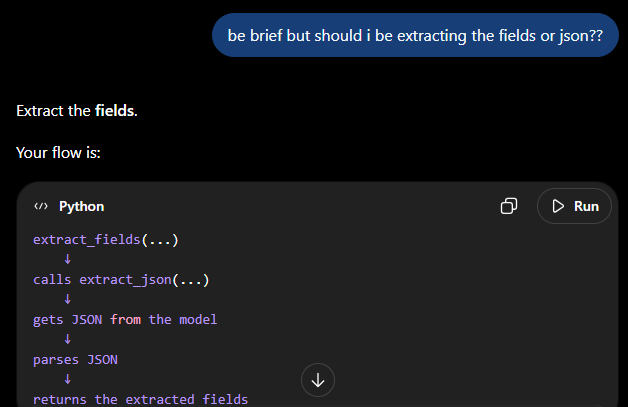 be brief but should i be extracting the fields or json??
Extract the fields.
Your flow is:
</> Python
Run
extract_fields(...)
↓
calls extract_json(...)
↓
gets JSON from the model
↓
parses JSON
↓
returns the extracted fields